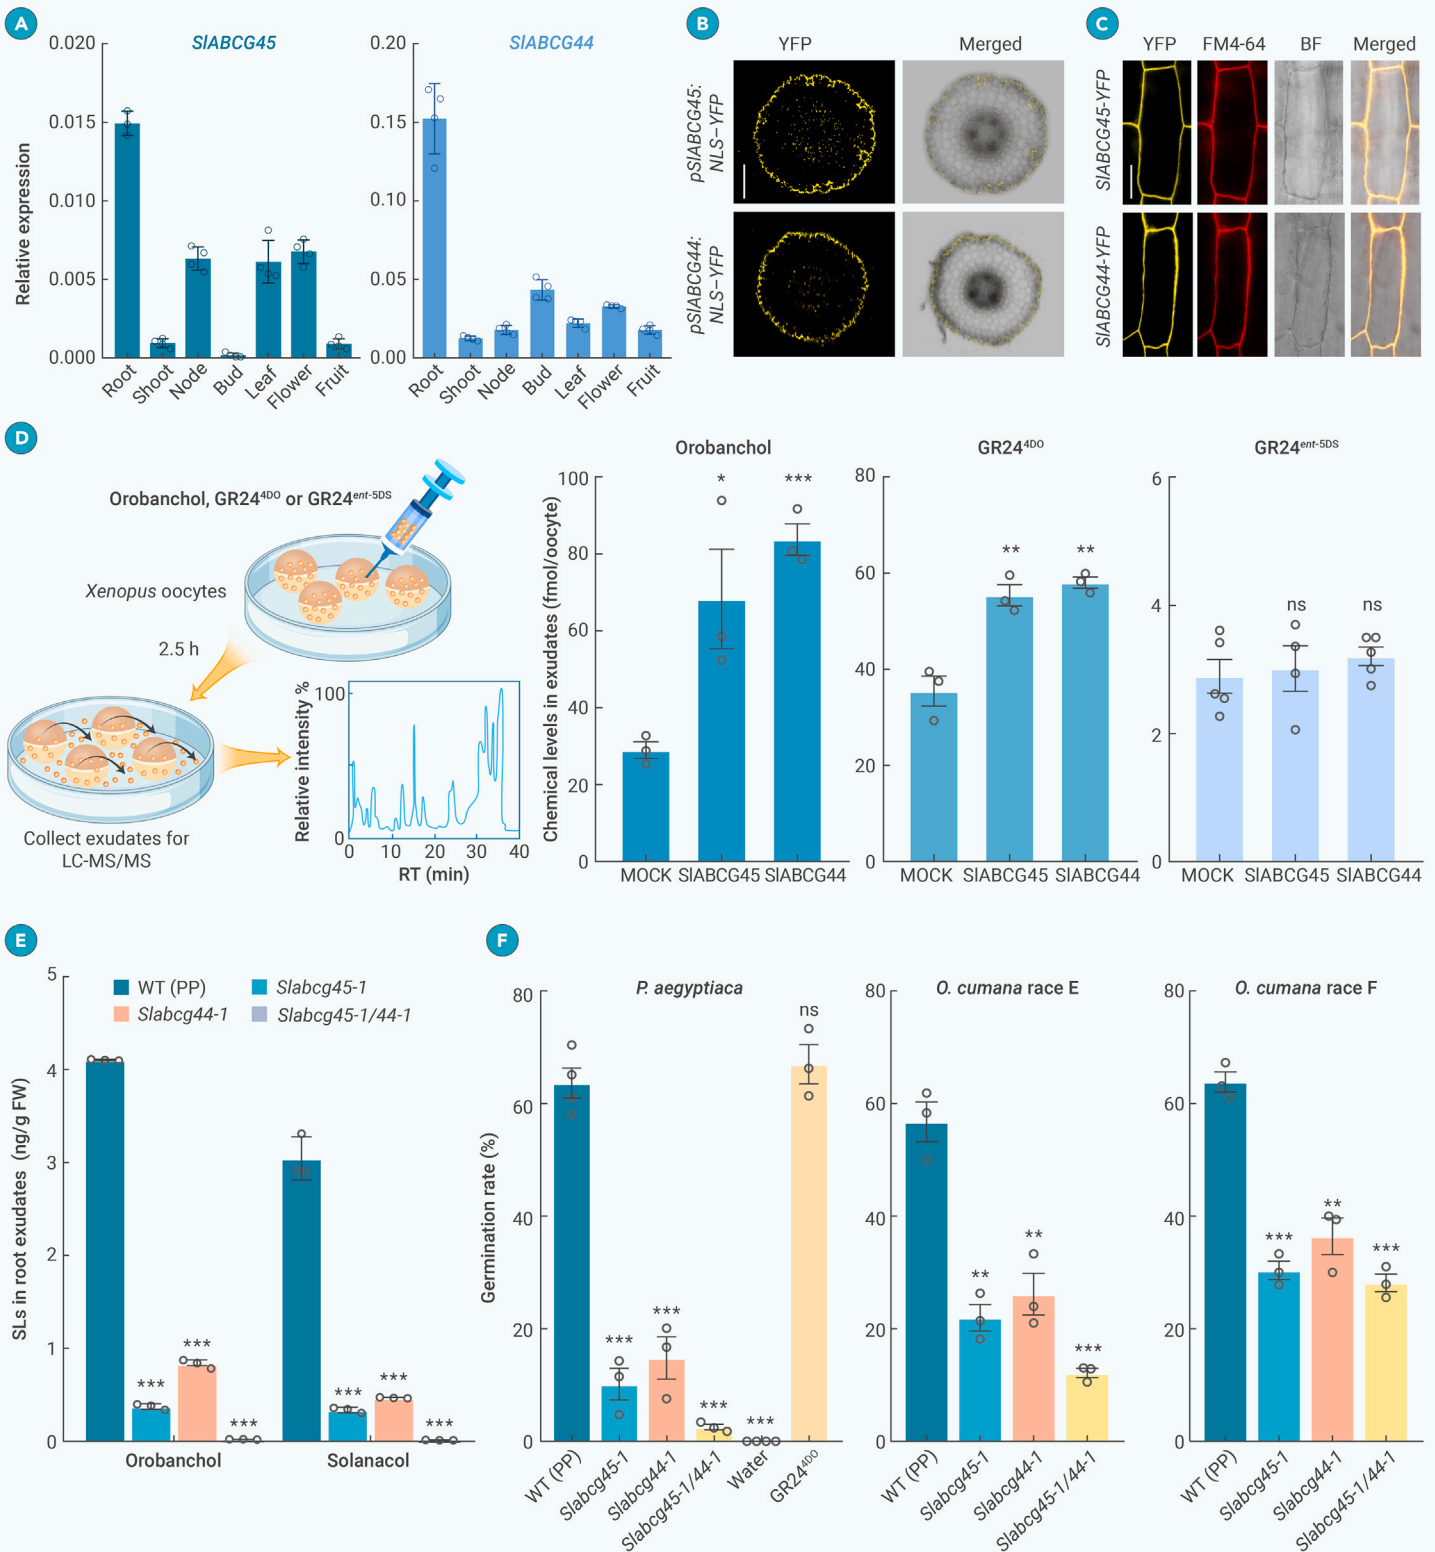 A
SlABCG45
SlABCG44
Relative expression
0.020
0.015
0.010
0.005
0.000
Root
Shoot
Node
Bud
Leaf
Flower
Fruit
0.20
0.15
0.10
0.05
0.00
Root
Shoot
Node
Bud
Leaf
Flower
Fruit
B
YFP
Merged
pSlABCG45:
NLS–YFP
pSlABCG44:
NLS–YFP
C
YFP
FM4-64
BF
Merged
SlABCG45-YFP
SlABCG44-YFP
D
Orobanchol, GR24⁴ᴰᴼ or GR24ᵉⁿᵗ⁻⁵ᴰˢ
Xenopus oocytes
2.5 h
Collect exudates for
LC-MS/MS
Relative intensity %
100
0
0
10
20
30
40
RT (min)
Chemical levels in exudates (fmol/oocyte)
Orobanchol
100
80
60
40
20
0
*
***
MOCK
SlABCG45
SlABCG44
GR24⁴ᴰᴼ
80
60
40
20
0
**
**
MOCK
SlABCG45
SlABCG44
GR24ᵉⁿᵗ⁻⁵ᴰˢ
6
4
2
0
ns
ns
MOCK
SlABCG45
SlABCG44
E
SLs in root exudates (ng/g FW)
5
4
3
2
1
0
WT (PP)
Slabcg45-1
Slabcg44-1
Slabcg45-1/44-1
***
***
***
***
***
***
Orobanchol
Solanacol
F
Germination rate (%)
P. aegyptiaca
80
60
40
20
0
***
***
***
***
ns
WT (PP)
Slabcg45-1
Slabcg44-1
Slabcg45-1/44-1
Water
GR24⁴ᴰᴼ
O. cumana race E
80
60
40
20
0
**
**
***
WT (PP)
Slabcg45-1
Slabcg44-1
Slabcg45-1/44-1
O. cumana race F
80
60
40
20
0
***
**
***
WT (PP)
Slabcg45-1
Slabcg44-1
Slabcg45-1/44-1